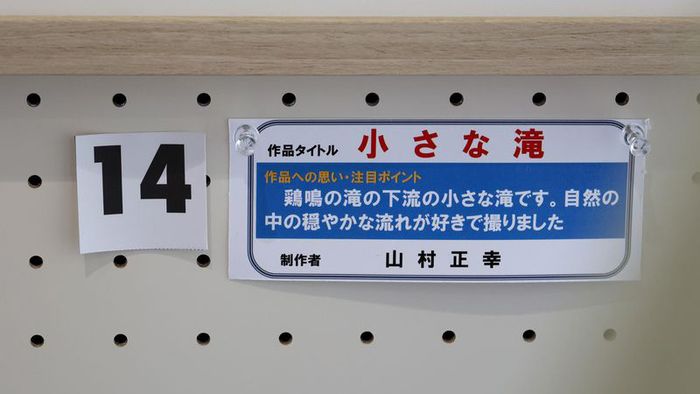 14
作品タイトル 小さな滝
作品への思い・注目ポイント
鶏鳴の滝の下流の小さな滝です。自然の
中の穏やかな流れが好きで撮りました
制作者 山村正幸